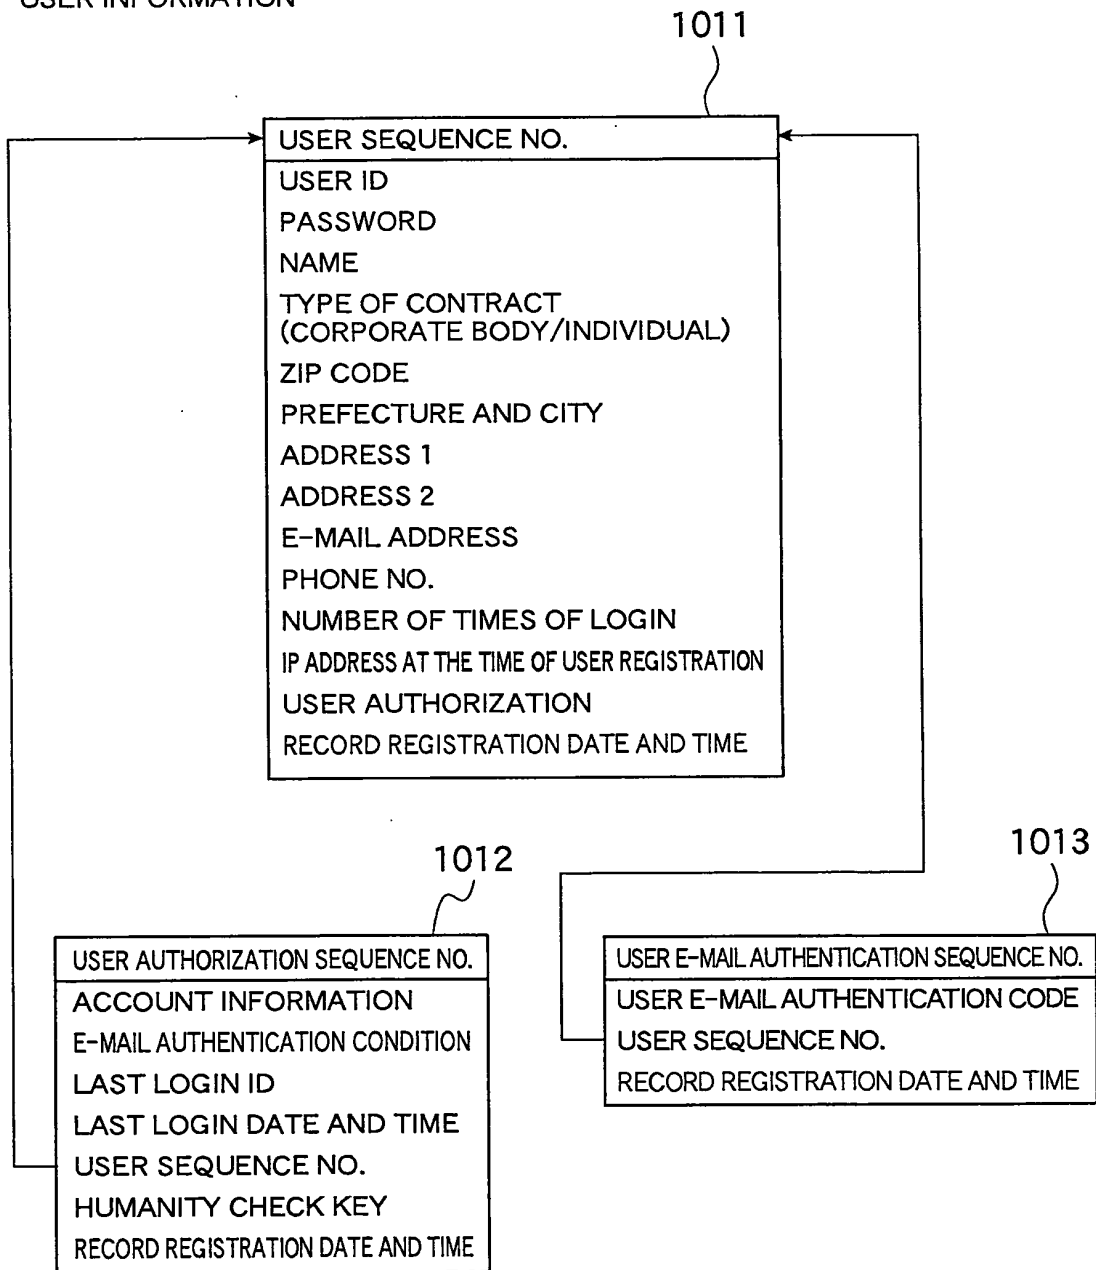 USER INFORMATION
1011
USER SEQUENCE NO.
USER ID
PASSWORD
NAME
TYPE OF CONTRACT
(CORPORATE BODY/INDIVIDUAL)
ZIP CODE
PREFECTURE AND CITY
ADDRESS 1
ADDRESS 2
E-MAIL ADDRESS
PHONE NO.
NUMBER OF TIMES OF LOGIN
IP ADDRESS AT THE TIME OF USER REGISTRATION
USER AUTHORIZATION
RECORD REGISTRATION DATE AND TIME
1012
USER AUTHORIZATION SEQUENCE NO.
ACCOUNT INFORMATION
E-MAIL AUTHENTICATION CONDITION
LAST LOGIN ID
LAST LOGIN DATE AND TIME
USER SEQUENCE NO.
HUMANITY CHECK KEY
RECORD REGISTRATION DATE AND TIME
1013
USER E-MAIL AUTHENTICATION SEQUENCE NO.
USER E-MAIL AUTHENTICATION CODE
USER SEQUENCE NO.
RECORD REGISTRATION DATE AND TIME